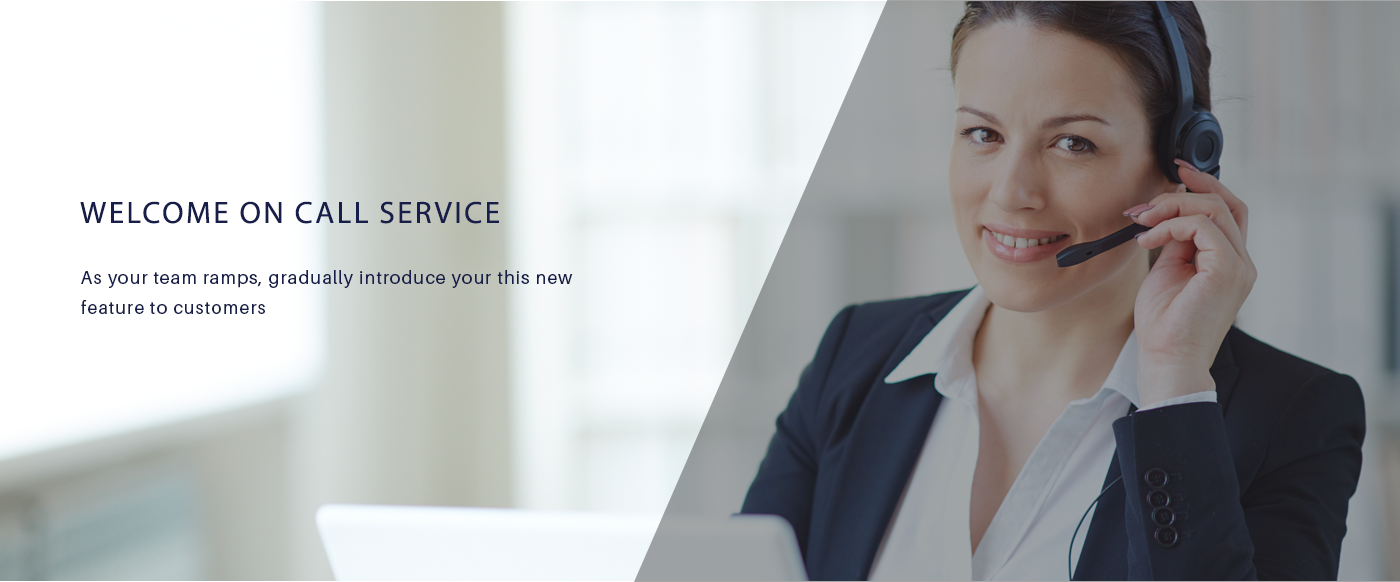 WELCOME ON CALL SERVICE
As your team ramps, gradually introduce your this new
feature to customers